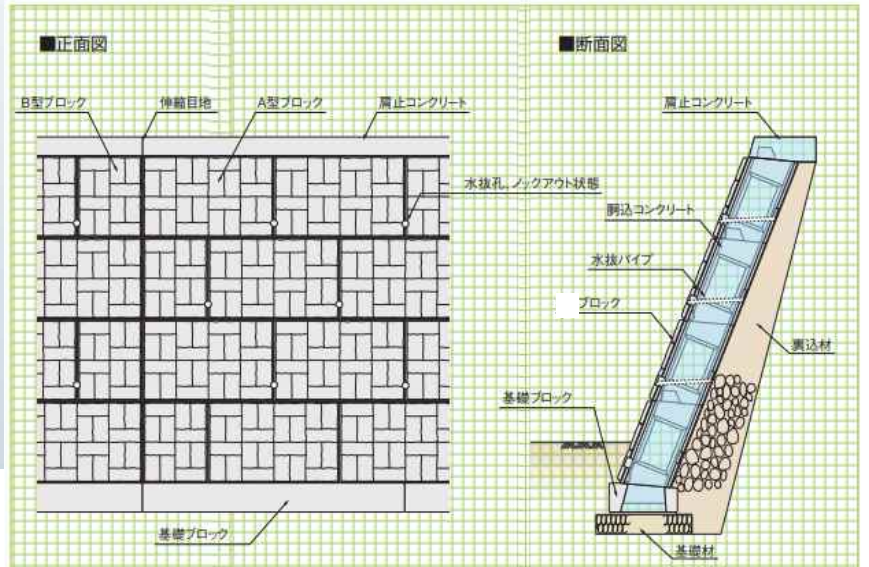 ■正面図
B型ブロック
伸縮目地
A型ブロック
肩止コンクリート
水抜孔、ノックアウト状態
基礎ブロック
■断面図
肩止コンクリート
胴込コンクリート
水抜パイプ
ブロック
裏込材
基礎ブロック
基礎材